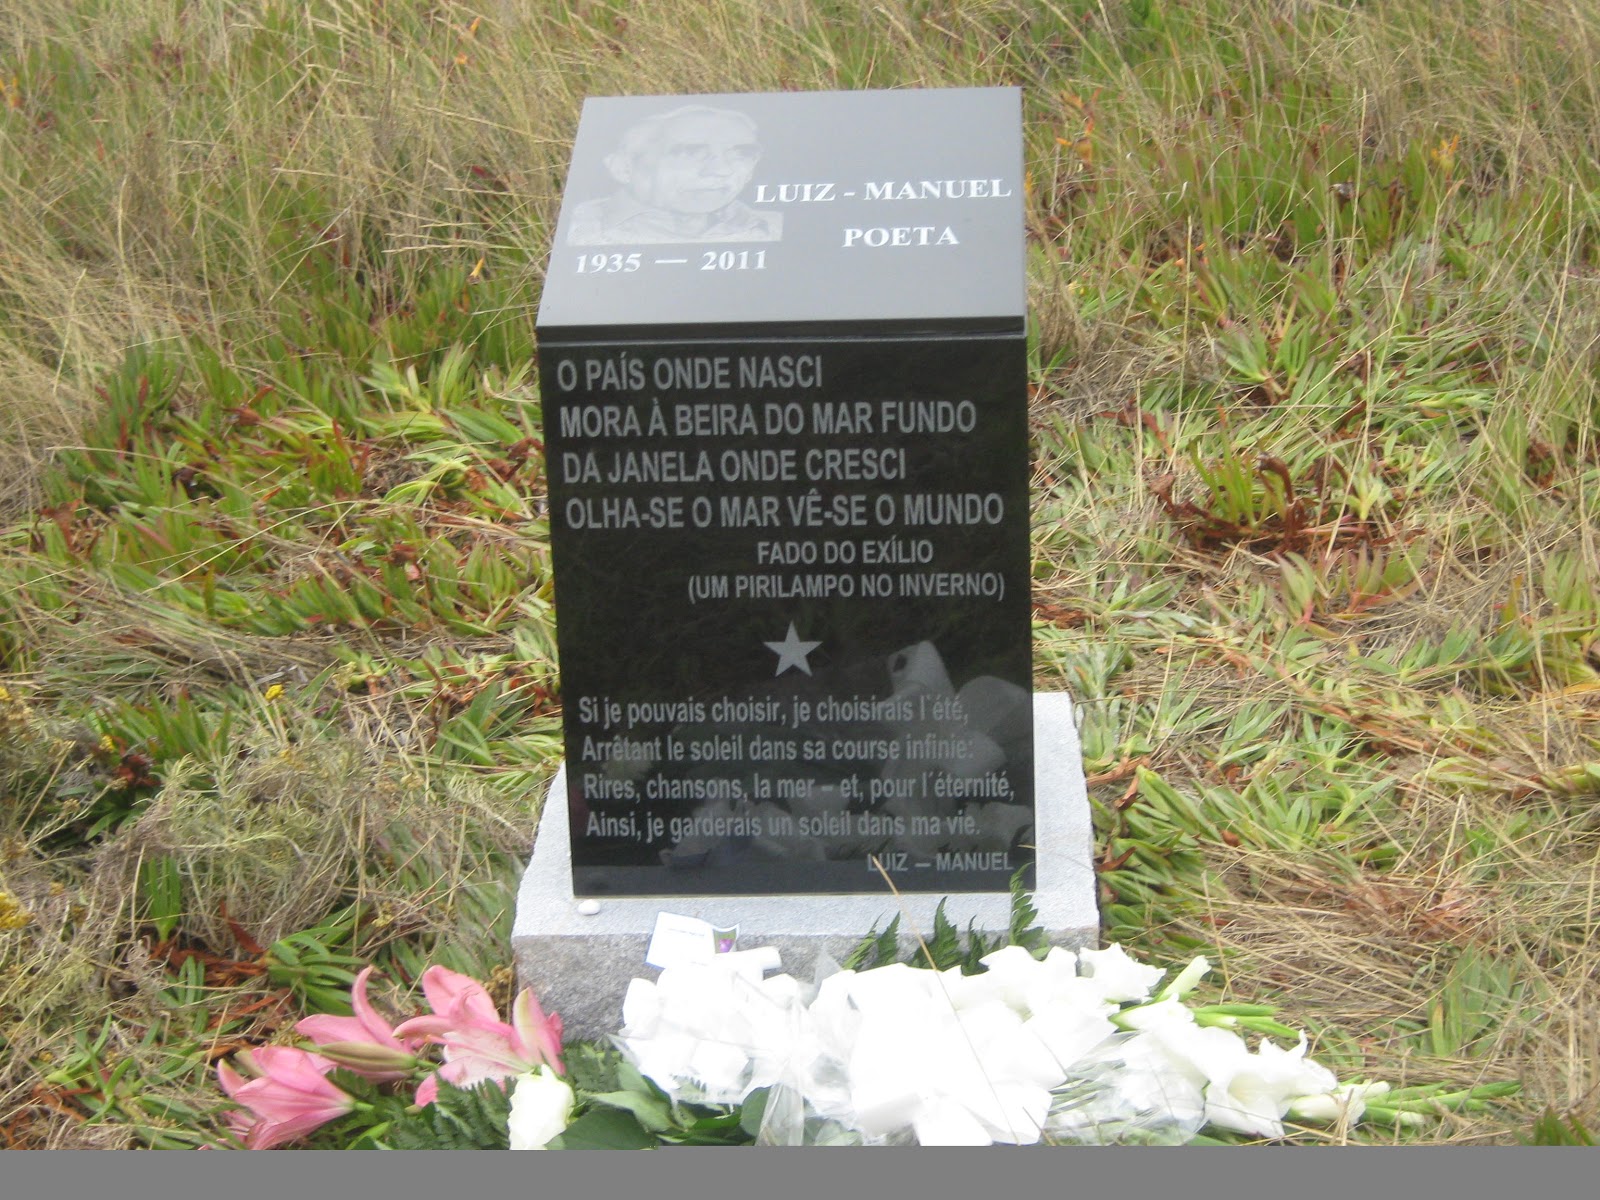 LUIZ - MANUEL
POETA
1935 — 2011
O PAÍS ONDE NASCI
MORA À BEIRA DO MAR FUNDO
DA JANELA ONDE CRESCI
OLHA-SE O MAR VÊ-SE O MUNDO
FADO DO EXÍLIO
(UM PIRILAMPO NO INVERNO)
Si je pouvais choisir, je choisirais l`été,
Arrêtant le soleil dans sa course infinie:
Rires, chansons, la mer – et, pour l´éternité,
Ainsi, je garderais un soleil dans ma vie.
LUIZ – MANUEL